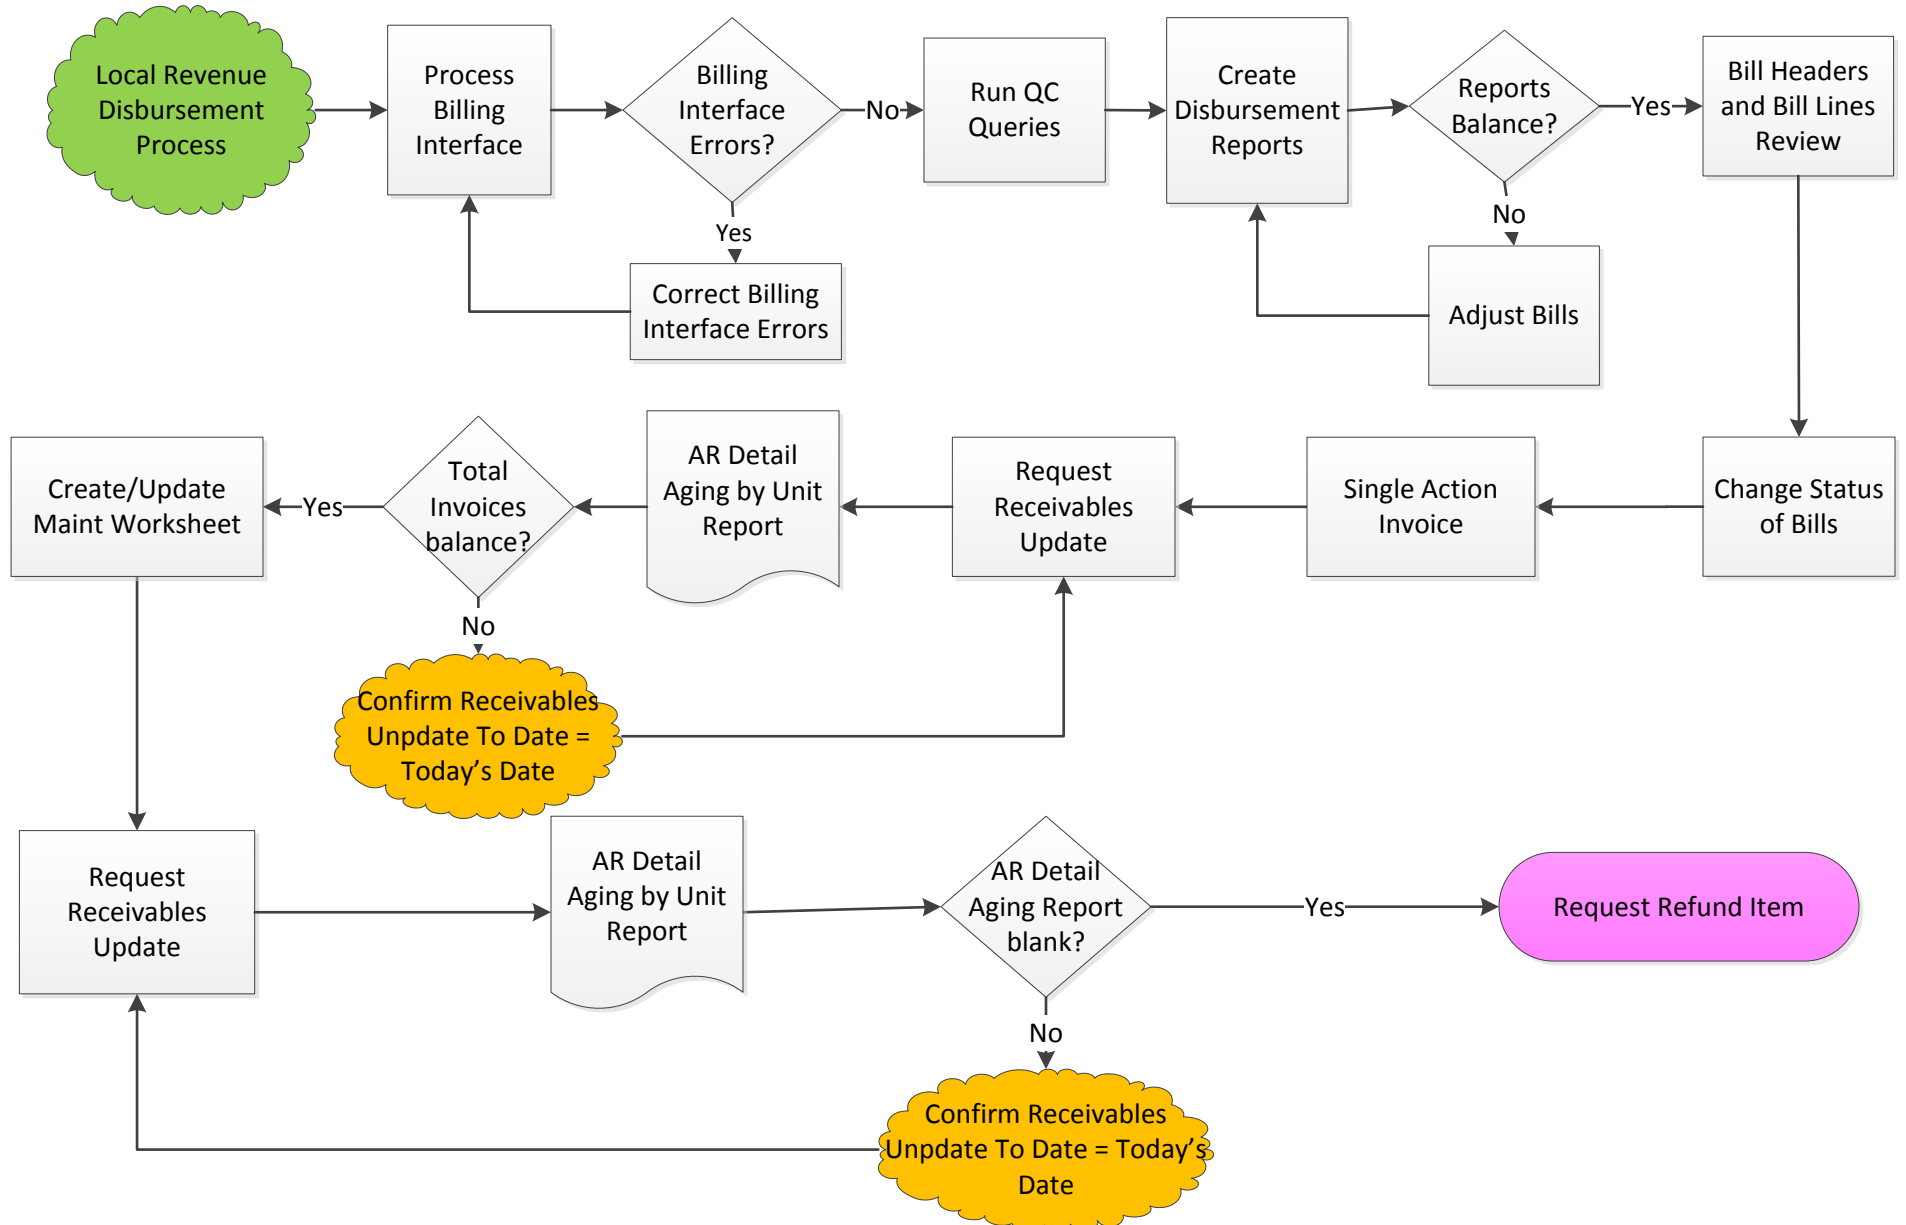 Local Revenue
Disbursement
Process
Process
Billing
Interface
Billing
Interface
Errors?
No
Run QC
Queries
Create
Disbursement
Reports
Reports
Balance?
Yes
Bill Headers
and Bill Lines
Review
Yes
Correct Billing
Interface Errors
No
Adjust Bills
Create/Update
Maint Worksheet
Yes
Total
Invoices
balance?
AR Detail
Aging by Unit
Report
Request
Receivables
Update
Single Action
Invoice
Change Status
of Bills
No
Confirm Receivables
Unpdate To Date =
Today's Date
Request
Receivables
Update
AR Detail
Aging by Unit
Report
AR Detail
Aging Report
blank?
Yes
Request Refund Item
No
Confirm Receivables
Unpdate To Date = Today's
Date